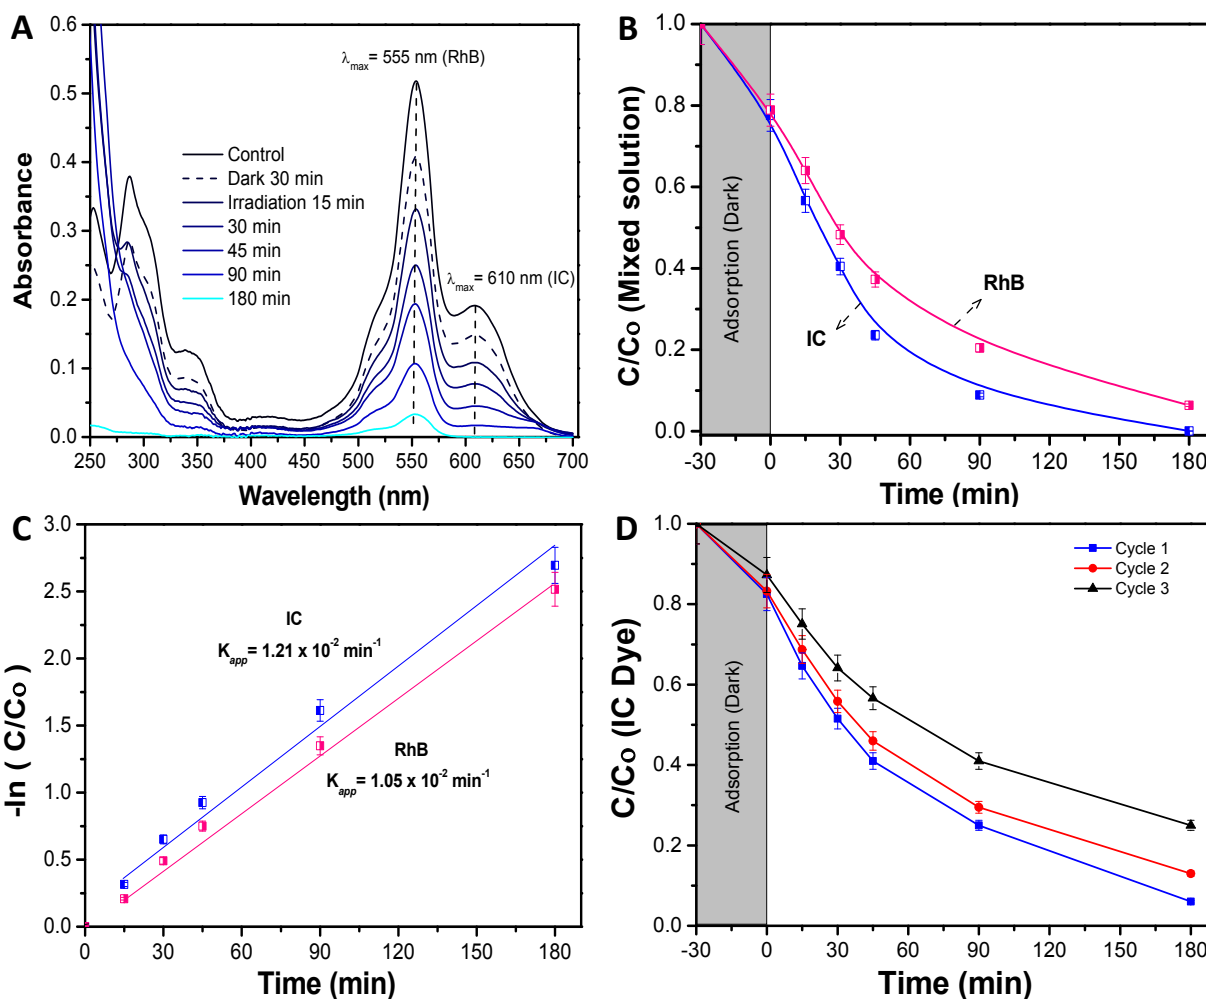 A
λmax= 555 nm (RhB)
λmax= 610 nm (IC)
Control
Dark 30 min
Irradiation 15 min
30 min
45 min
90 min
180 min
Absorbance
0.6
0.5
0.4
0.3
0.2
0.1
0.0
250 300 350 400 450 500 550 600 650 700
Wavelength (nm)
B
C/Co (Mixed solution)
1.0
0.8
0.6
0.4
0.2
0.0
Adsorption (Dark)
RhB
IC
-30 0 30 60 90 120 150 180
Time (min)
C
-ln ( C/Co)
3.0
2.5
2.0
1.5
1.0
0.5
0.0
IC
Kapp= 1.21 x 10-2 min-1
RhB
Kapp= 1.05 x 10-2 min-1
0 30 60 90 120 150 180
Time (min)
D
C/Co (IC Dye)
1.0
0.8
0.6
0.4
0.2
0.0
Adsorption (Dark)
Cycle 1
Cycle 2
Cycle 3
-30 0 30 60 90 120 150 180
Time (min)